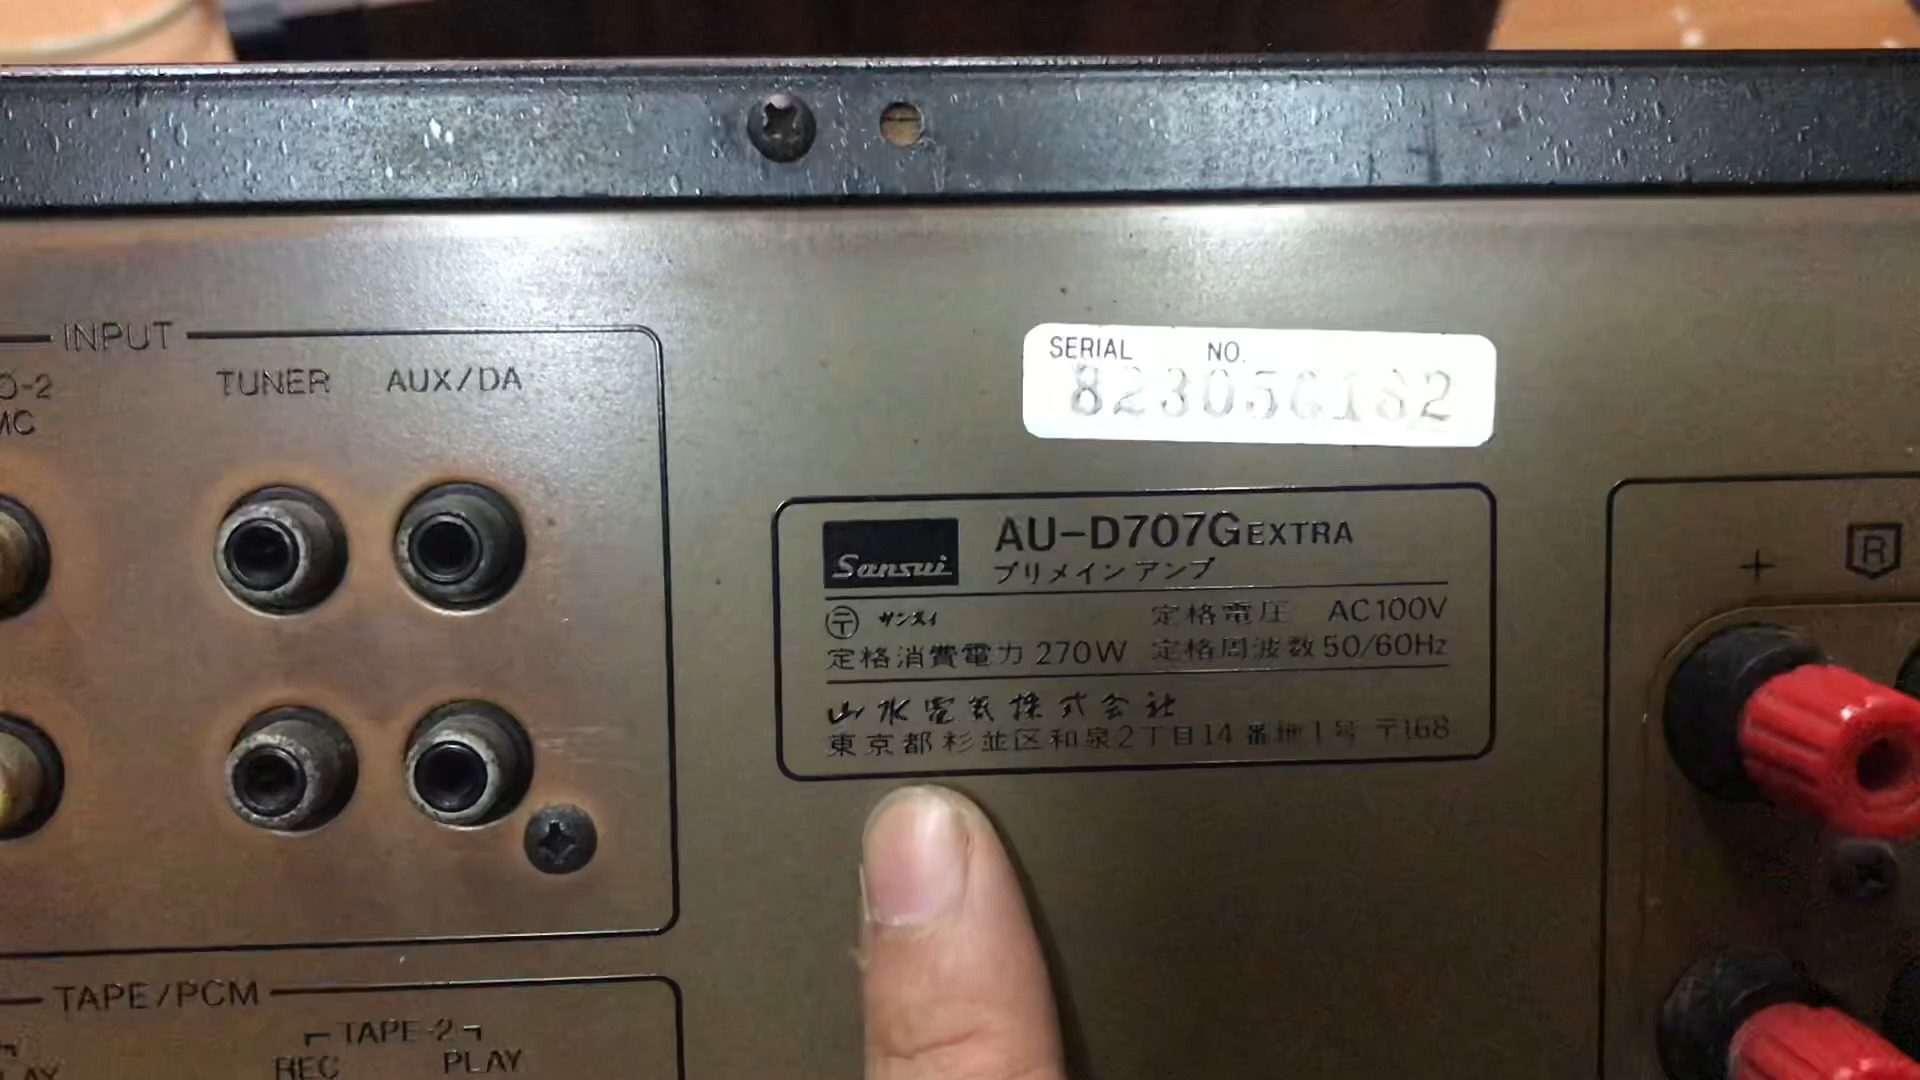 INPUT
TUNER
AUX/DA
MC
SERIAL NO.
Sansui
AU-D707G EXTRA
プリメインアンプ
〒 サンスイ
定格電圧 AC100V
定格消費電力 270W
定格周波数 50/60Hz
山水電気株式会社
東京都杉並区和泉2丁目14番地1号 〒168
+
R
TAPE/PCM
TAPE-2
REC
PLAY